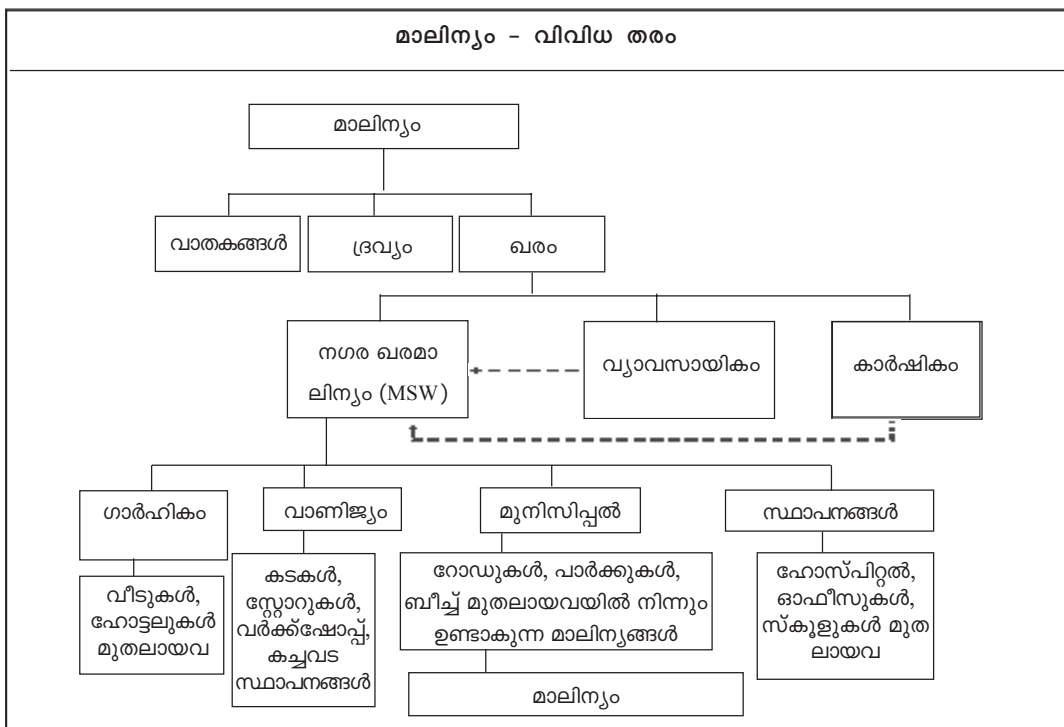 മാലിന്യം - വിവിധ തരം
മാലിന്യം
വാതകങ്ങൾ
ദ്രവ്യം
ഖരം
നഗര ഖരമാ
ലിന്യം (MSW)
വ്യാവസായികം
കാർഷികം
ഗാർഹികം
വാണിജ്യം
മുനിസിപ്പൽ
സ്ഥാപനങ്ങൾ
വീടുകൾ,
ഹോട്ടലുകൾ
മുതലായവ
കടകൾ,
സ്റ്റോറുകൾ,
വർക്ക്ഷോപ്പ്,
കച്ചവട
സ്ഥാപനങ്ങൾ
റോഡുകൾ, പാർക്കുകൾ,
ബീച്ച് മുതലായവയിൽ നിന്നും
ഉണ്ടാകുന്ന മാലിന്യങ്ങൾ
മാലിന്യം
ഹോസ്പിറ്റൽ,
ഓഫീസുകൾ,
സ്കൂളുകൾ മുത
ലായവ